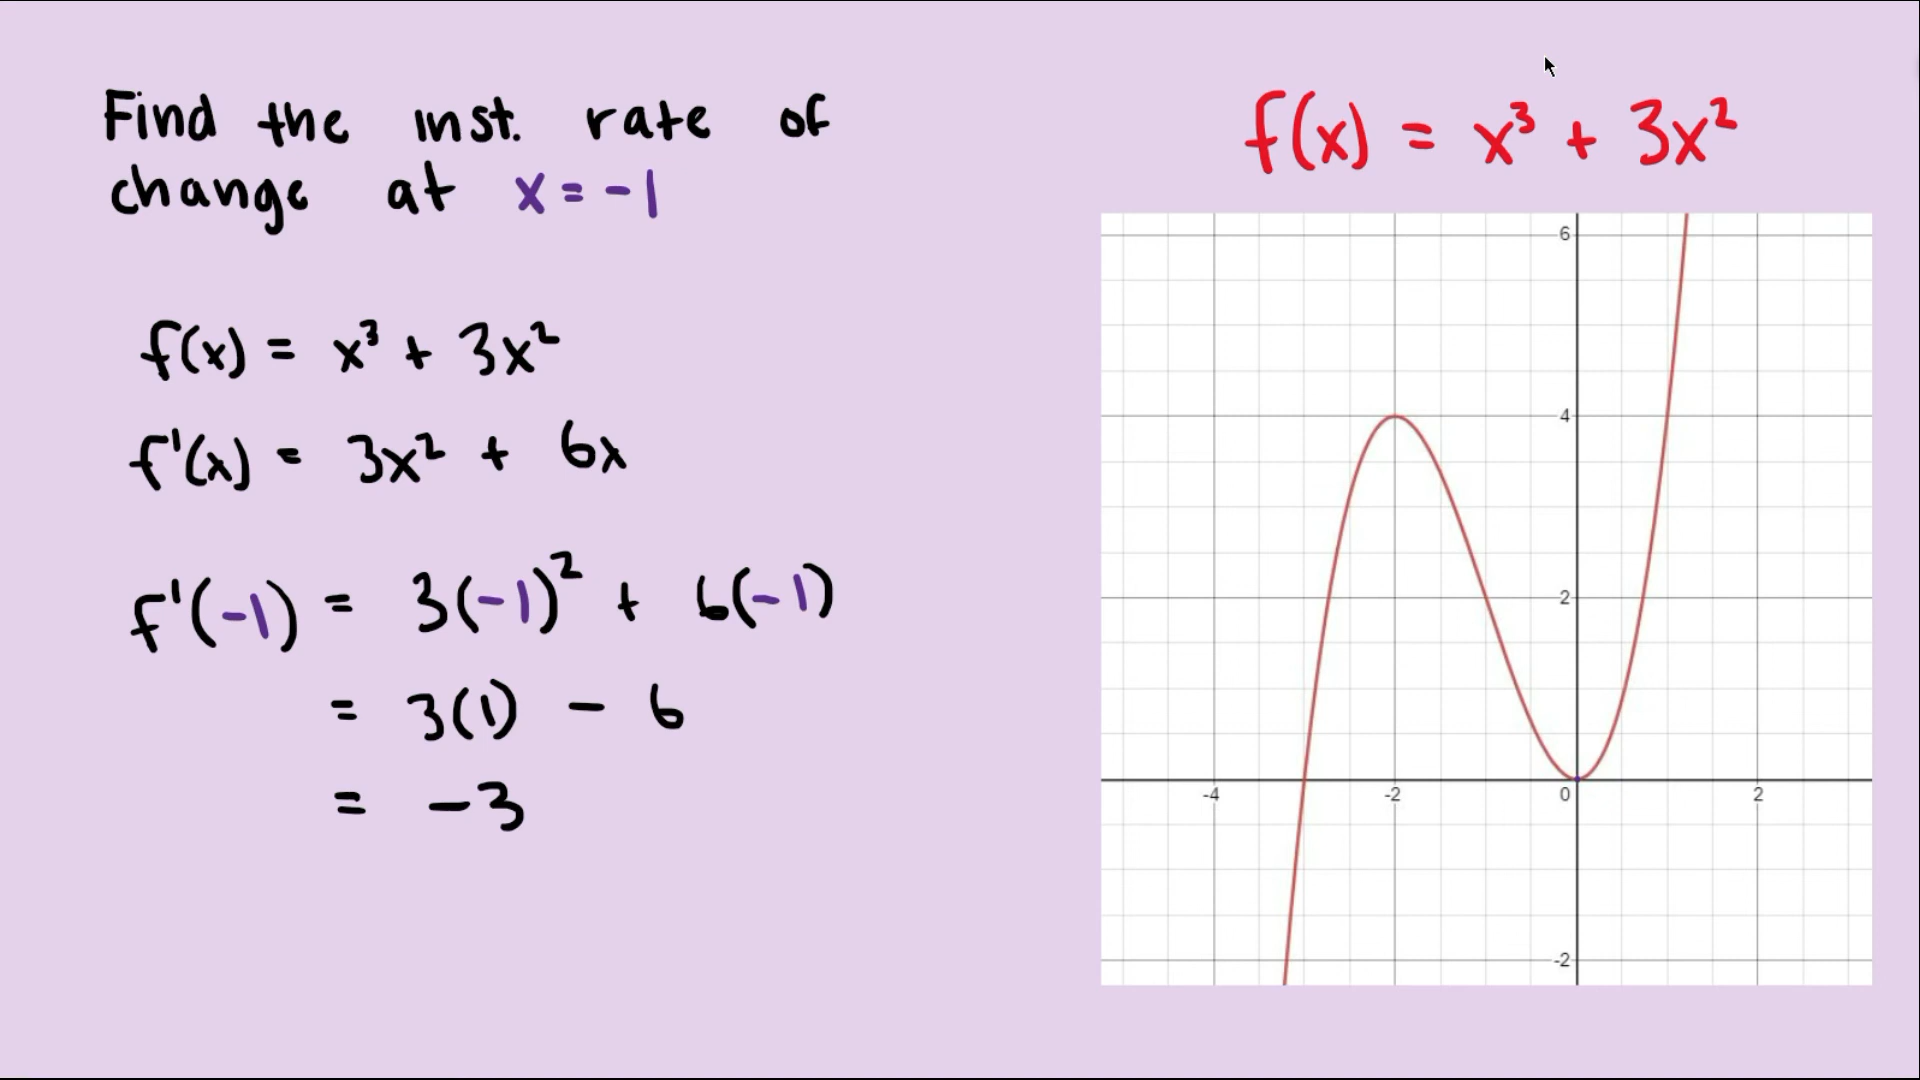 Find the inst. rate of
change at x = -1
f(x) = x³ + 3x²
f'(x) = 3x² + 6x
f'(-1) = 3(-1)² + 6(-1)
= 3(1) - 6
= -3
f(x) = x³ + 3x²
6
4
2
-4 -2 0 2
-2